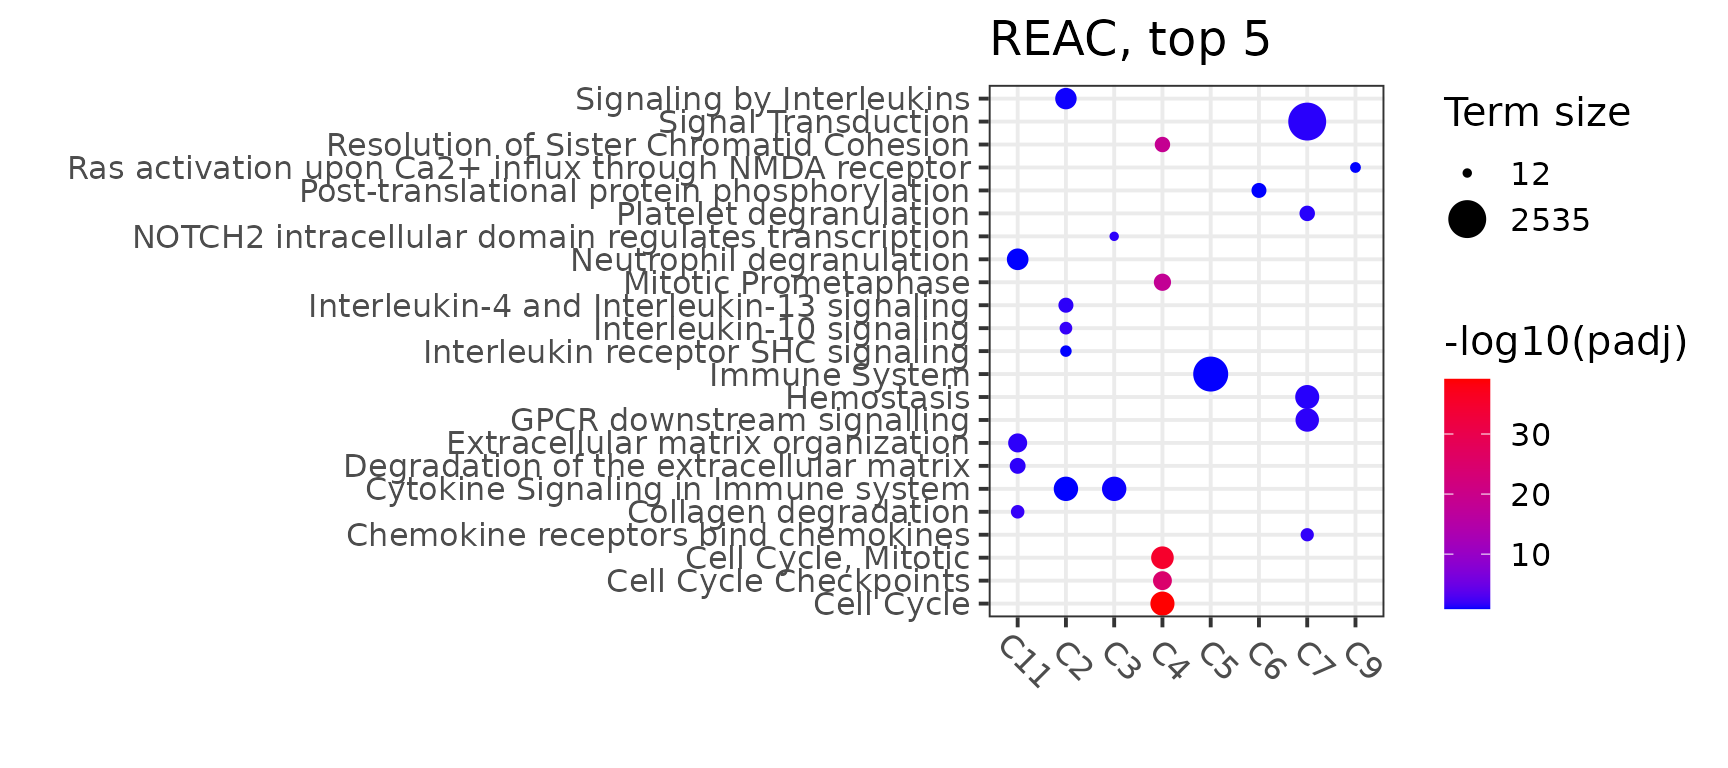 REAC, top 5
Signaling by Interleukins
Signal Transduction
Resolution of Sister Chromatid Cohesion
Ras activation upon Ca2+ influx through NMDA receptor
Post-translational protein phosphorylation
Platelet degranulation
NOTCH2 intracellular domain regulates transcription
Neutrophil degranulation
Mitotic Prometaphase
Interleukin-4 and Interleukin-13 signaling
Interleukin-10 signaling
Interleukin receptor SHC signaling
Immune System
Hemostasis
GPCR downstream signalling
Extracellular matrix organization
Degradation of the extracellular matrix
Cytokine Signaling in Immune system
Collagen degradation
Chemokine receptors bind chemokines
Cell Cycle, Mitotic
Cell Cycle Checkpoints
Cell Cycle
C11 C2 C3 C4 C5 C6 C7 C9
Term size
12
2535
-log10(padj)
30
20
10